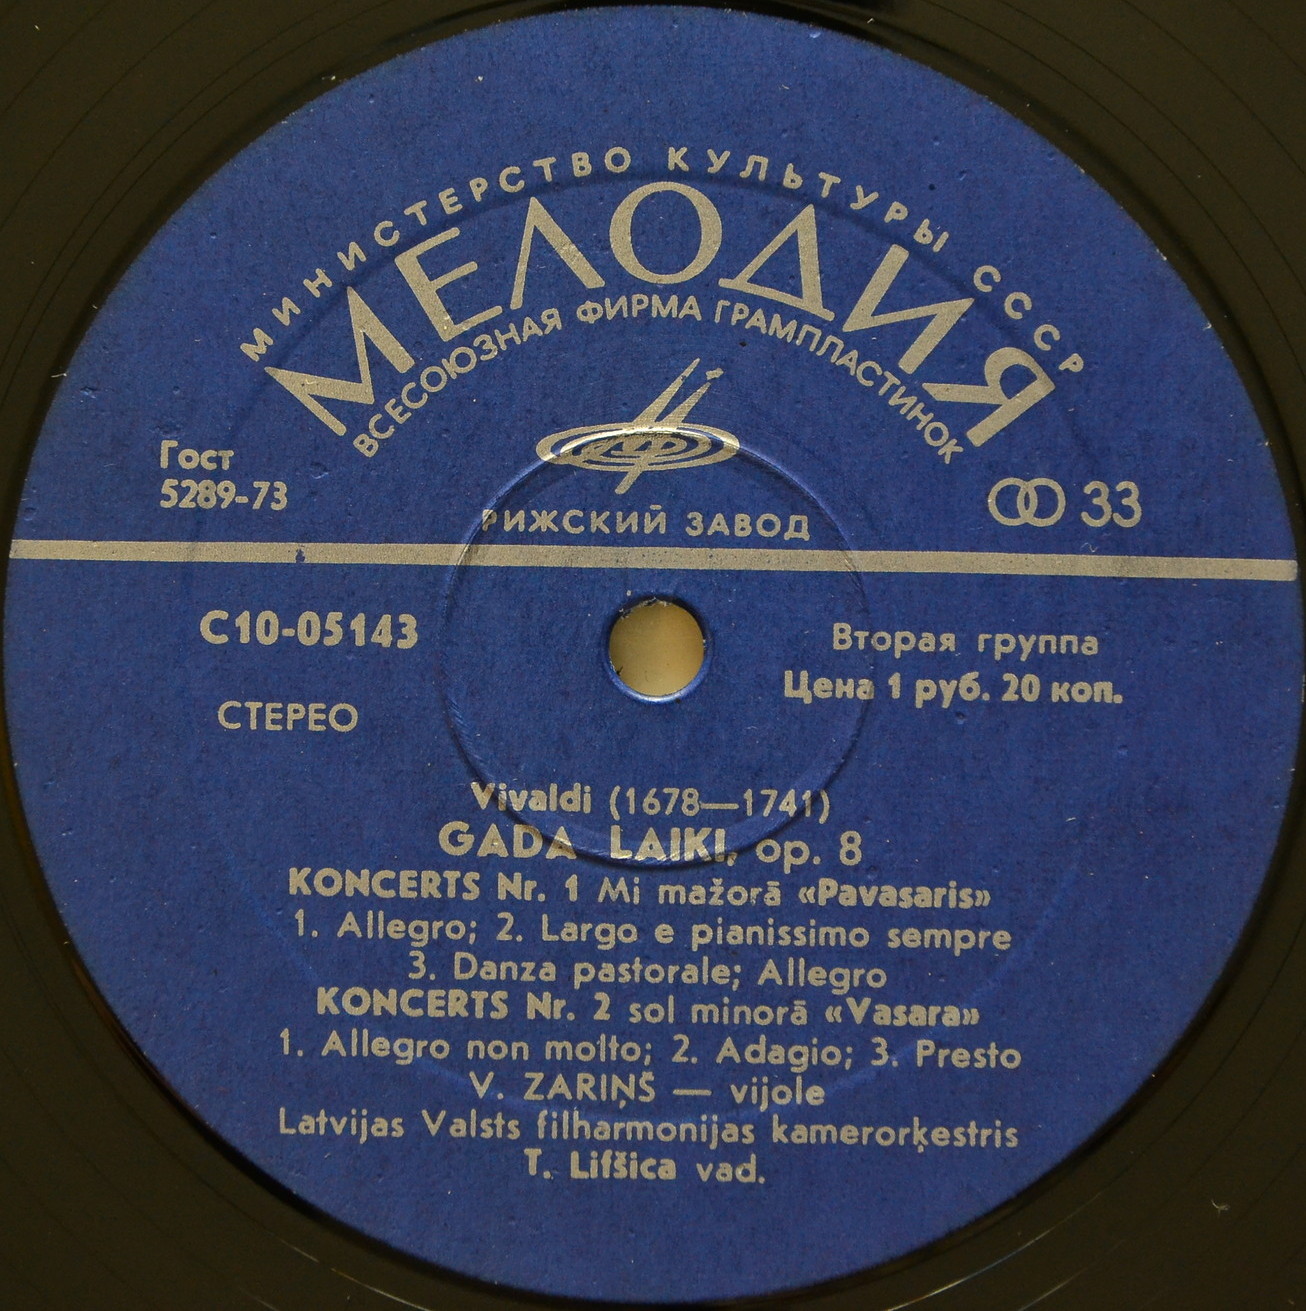 МИНИСТЕРСТВО КУЛЬТУРЫ СССР
МЕЛОДИЯ
ВСЕСОЮЗНАЯ ФИРМА ГРАМПЛАСТИНОК
Гост
5289-73
33
РИЖСКИЙ ЗАВОД
С10-05143
Вторая группа
Цена 1 руб. 20 коп.
СТЕРЕО
Vivaldi (1678—1741)
GADA LAIKI, op. 8
KONCERTS Nr. 1 Mi mažorā «Pavasaris»
1. Allegro; 2. Largo e pianissimo sempre
3. Danza pastorale; Allegro
KONCERTS Nr. 2 sol minorā «Vasara»
1. Allegro non molto; 2. Adagio; 3. Presto
V. ZARIŅŠ — vijole
Latvijas Valsts filharmonijas kamerorķestris
T. Lifšica vad.